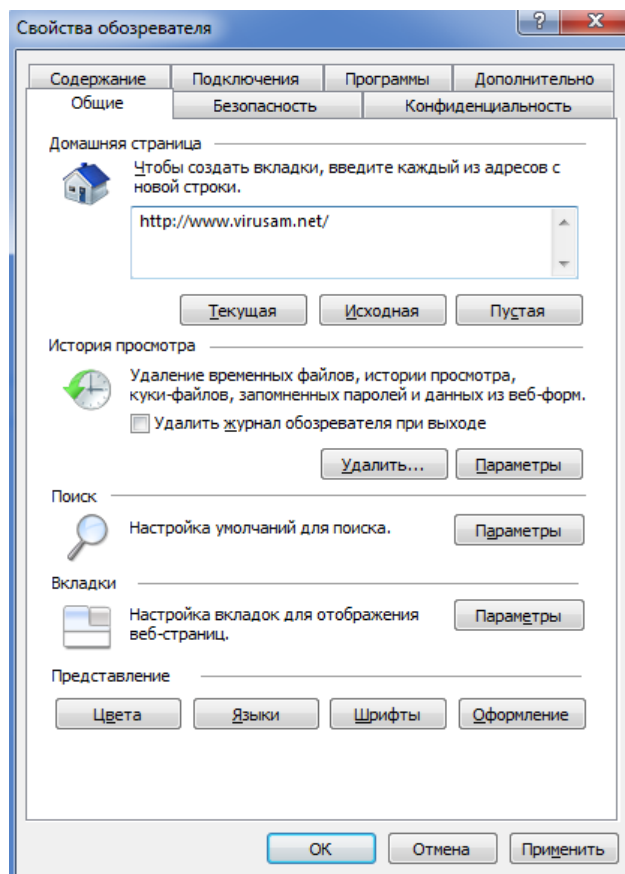 Свойства обозревателя
?
X
Содержание
Подключения
Программы
Дополнительно
Общие
Безопасность
Конфиденциальность
Домашняя страница
Чтобы создать вкладки, введите каждый из адресов с
новой строки.
http://www.virusam.net/
Текущая
Исходная
Пустая
История просмотра
Удаление временных файлов, истории просмотра,
куки-файлов, запомненных паролей и данных из веб-форм.
Удалить журнал обозревателя при выходе
Удалить...
Параметры
Поиск
Настройка умолчаний для поиска.
Параметры
Вкладки
Настройка вкладок для отображения
веб-страниц.
Параметры
Представление
Цвета
Языки
Шрифты
Оформление
ОК
Отмена
Применить